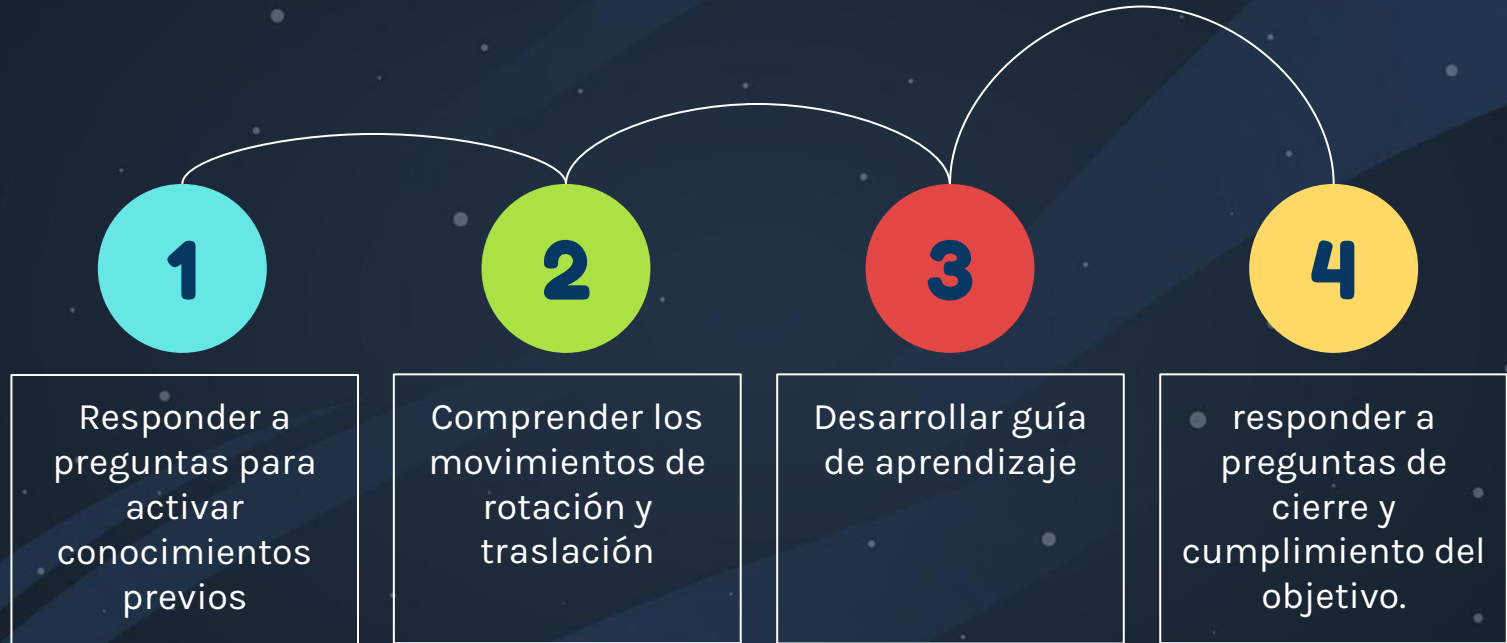 1
2
3
4
Responder a
preguntas para
activar
conocimientos
previos
Comprender los
movimientos de
rotación y
traslación
Desarrollar guía
de aprendizaje
responder a
preguntas de
cierre y
cumplimiento del
objetivo.